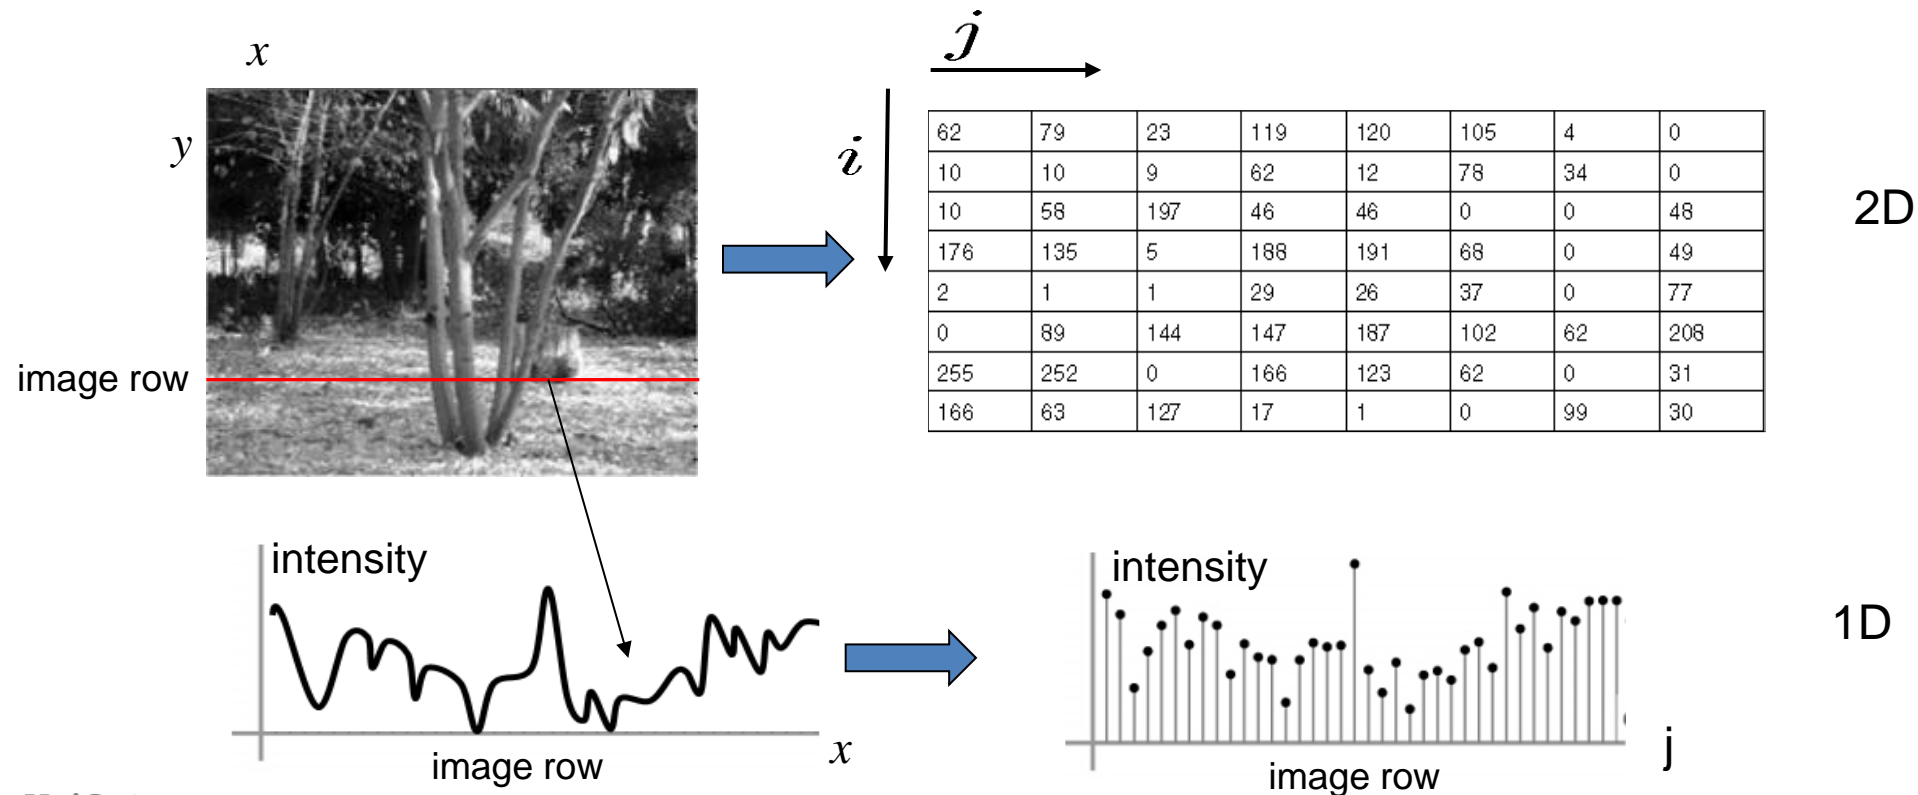 x
y
image row
j
i
62 79 23 119 120 105 4 0
10 10 9 62 12 78 34 0
10 58 197 46 46 0 0 48
176 135 5 188 191 68 0 49
2 1 1 29 26 37 0 77
0 89 144 147 187 102 62 208
255 252 0 166 123 62 0 31
166 63 127 17 1 0 99 30
2D
intensity
x
image row
intensity
j
image row
1D